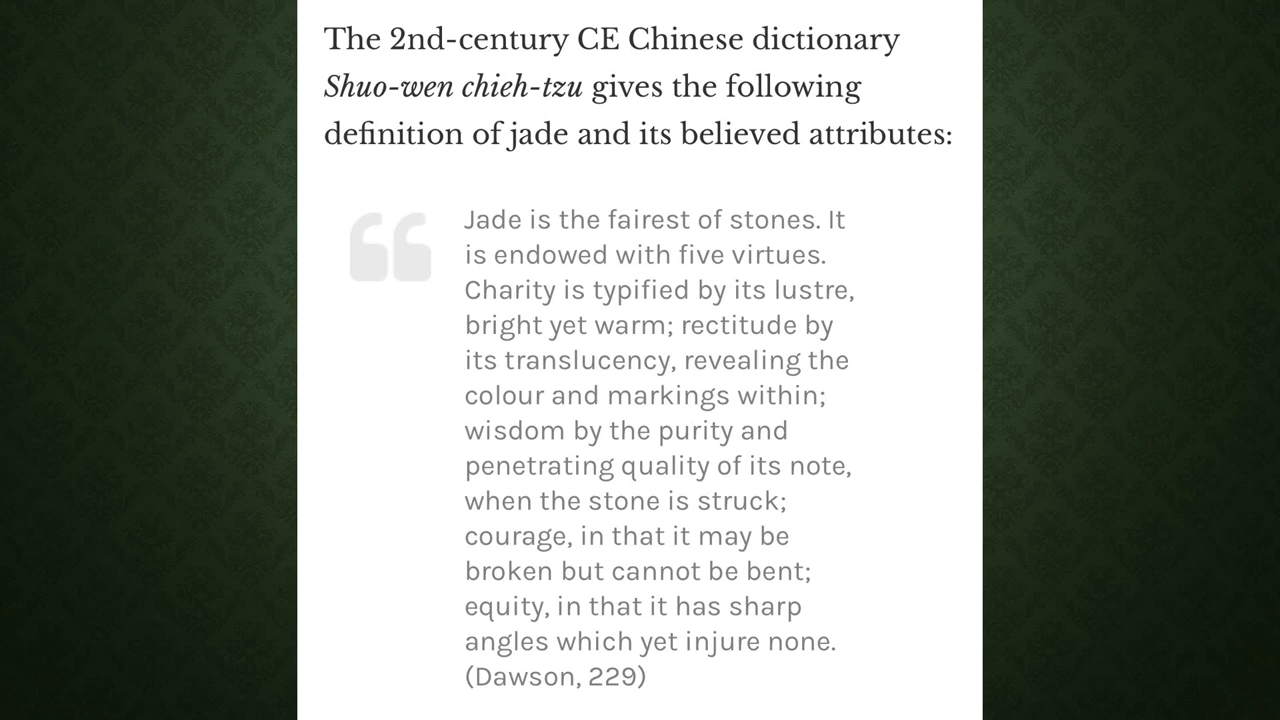 The 2nd-century CE Chinese dictionary
Shuo-wen chieh-tzu gives the following
definition of jade and its believed attributes:
“
Jade is the fairest of stones. It
is endowed with five virtues.
Charity is typified by its lustre,
bright yet warm; rectitude by
its translucency, revealing the
colour and markings within;
wisdom by the purity and
penetrating quality of its note,
when the stone is struck;
courage, in that it may be
broken but cannot be bent;
equity, in that it has sharp
angles which yet injure none.
(Dawson, 229)